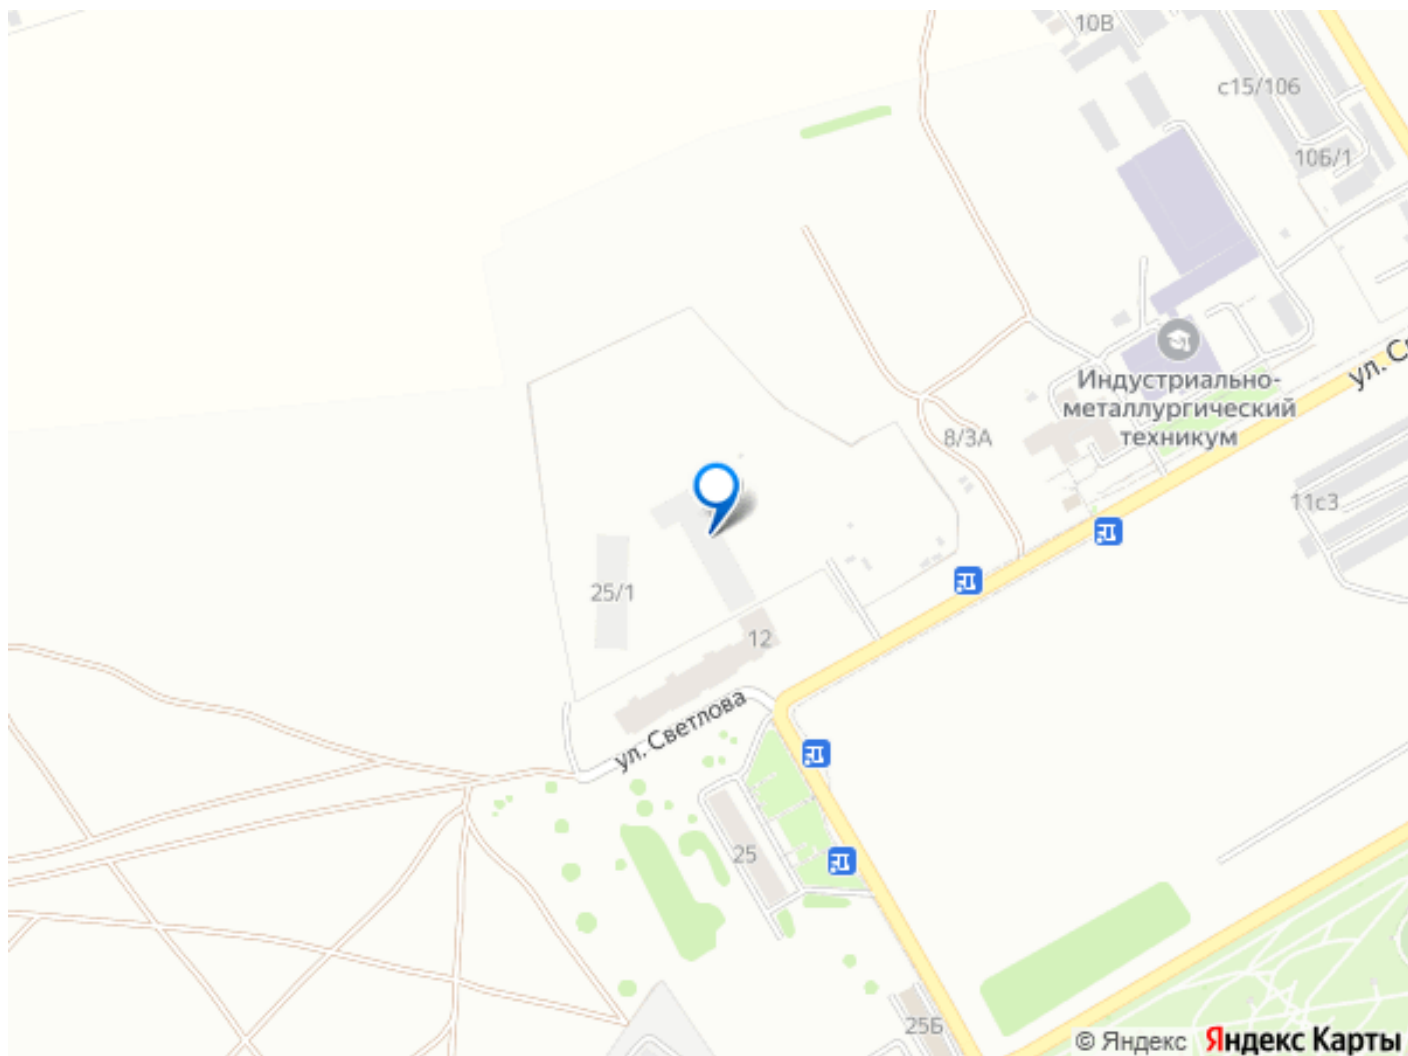 10В
с15/106
10Б/1
ул. С
Индустриально-
металлургический
техникум
8/3А
11с3
25/1
12
ул. Светлова
25
25Б
© Яндекс Яндекс Карты